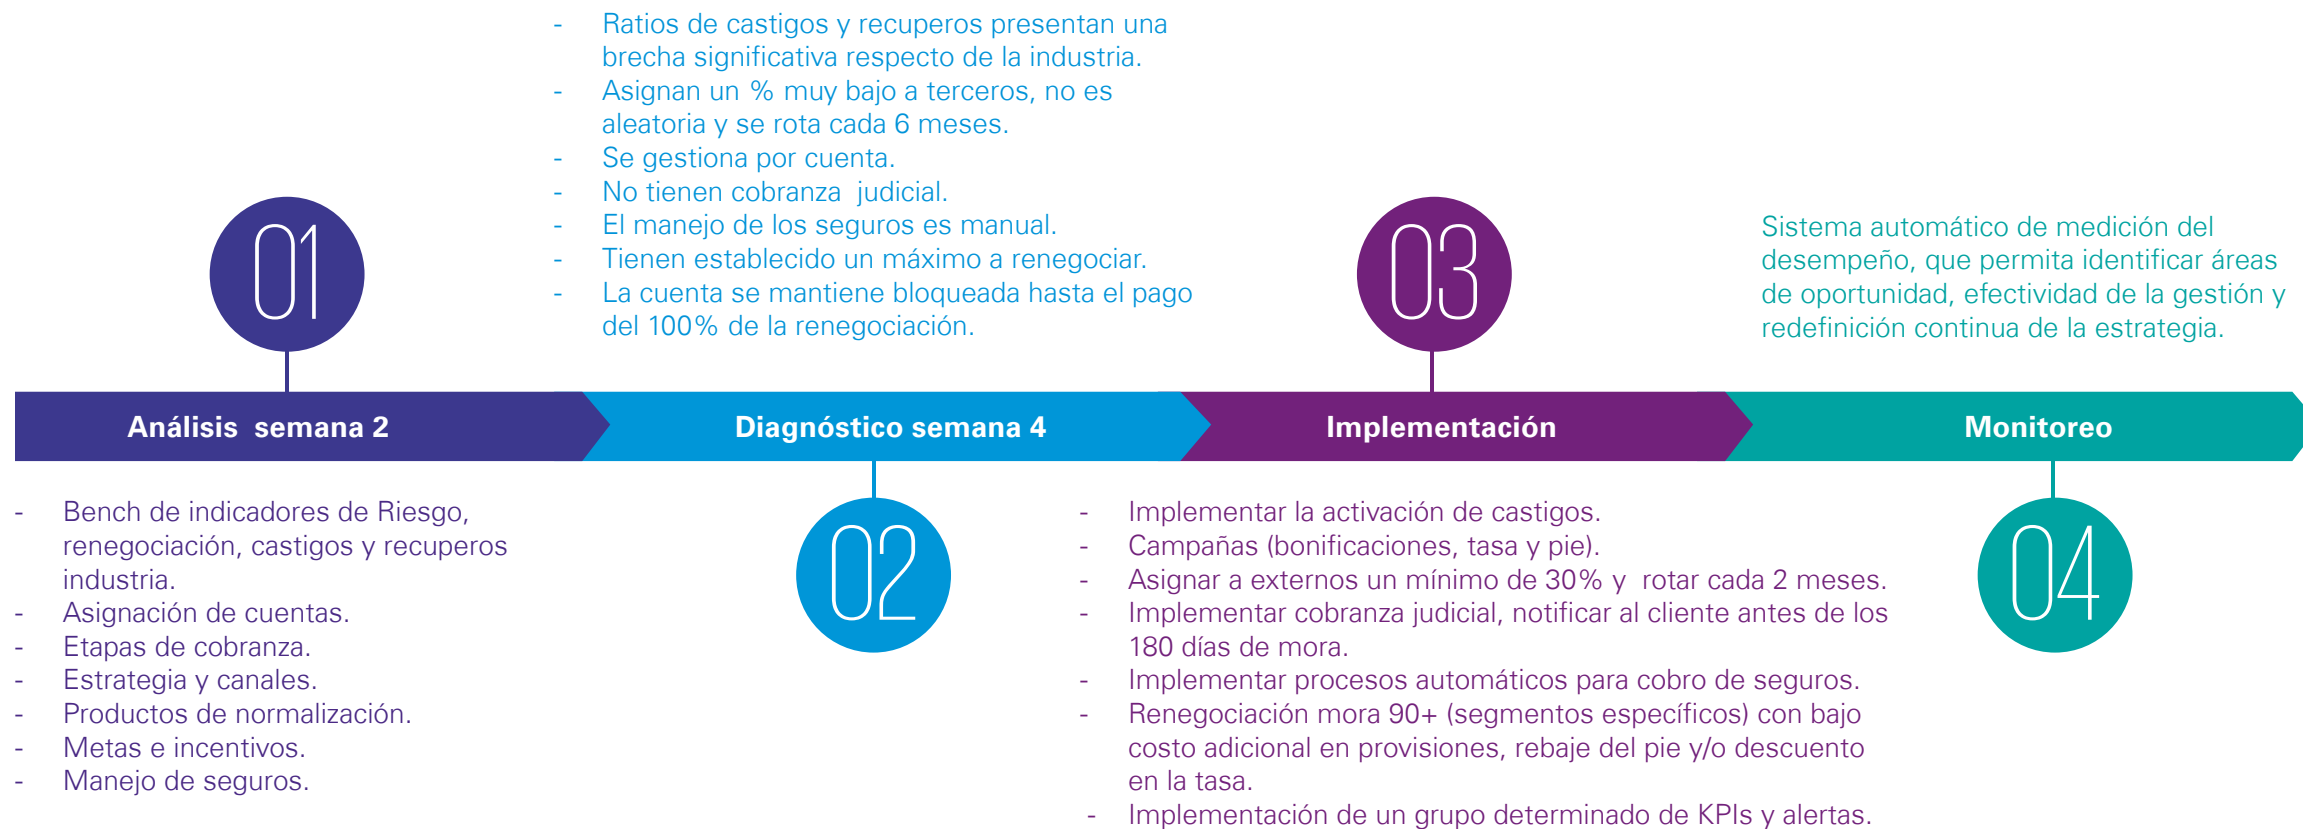 01
Análisis semana 2
- Bench de indicadores de Riesgo,
renegociación, castigos y recuperos
industria.
- Asignación de cuentas.
- Etapas de cobranza.
- Estrategia y canales.
- Productos de normalización.
- Metas e incentivos.
- Manejo de seguros.
- Ratios de castigos y recuperos presentan una
brecha significativa respecto de la industria.
- Asignan un % muy bajo a terceros, no es
aleatoria y se rota cada 6 meses.
- Se gestiona por cuenta.
- No tienen cobranza judicial.
- El manejo de los seguros es manual.
- Tienen establecido un máximo a renegociar.
- La cuenta se mantiene bloqueada hasta el pago
del 100% de la renegociación.
Diagnóstico semana 4
02
03
Implementación
- Implementar la activación de castigos.
- Campañas (bonificaciones, tasa y pie).
- Asignar a externos un mínimo de 30% y rotar cada 2 meses.
- Implementar cobranza judicial, notificar al cliente antes de los
180 días de mora.
- Implementar procesos automáticos para cobro de seguros.
- Renegociación mora 90+ (segmentos específicos) con bajo
costo adicional en provisiones, rebaje del pie y/o descuento
en la tasa.
- Implementación de un grupo determinado de KPIs y alertas.
Sistema automático de medición del
desempeño, que permita identificar áreas
de oportunidad, efectividad de la gestión y
redefinición continua de la estrategia.
Monitoreo
04